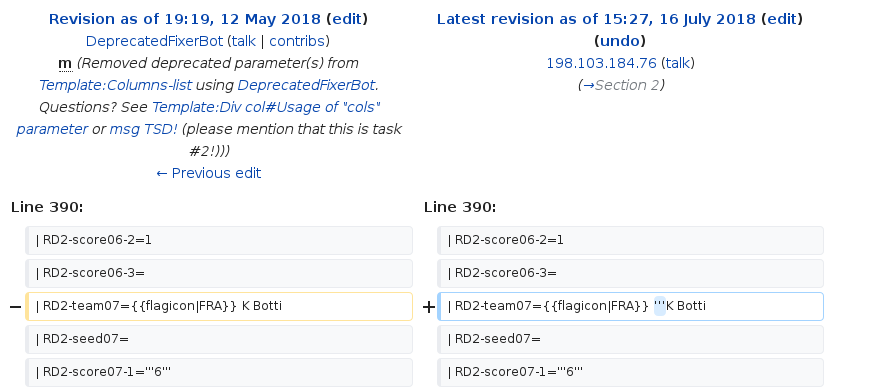 Revision as of 19:19, 12 May 2018 (edit)
DeprecatedFixerBot (talk | contribs)
m (Removed deprecated parameter(s) from
Template:Columns-list using DeprecatedFixerBot.
Questions? See Template:Div col#Usage of "cols"
parameter or msg TSD! (please mention that this is task
#2!)))
← Previous edit
Latest revision as of 15:27, 16 July 2018 (edit)
(undo)
198.103.184.76 (talk)
(→Section 2)
Line 390:
Line 390:
| RD2-score06-2=1
| RD2-score06-2=1
| RD2-score06-3=
| RD2-score06-3=
− | RD2-team07={{flagicon|FRA}} K Botti
+ | RD2-team07={{flagicon|FRA}} '''K Botti
| RD2-seed07=
| RD2-seed07=
| RD2-score07-1='''6'''
| RD2-score07-1='''6'''